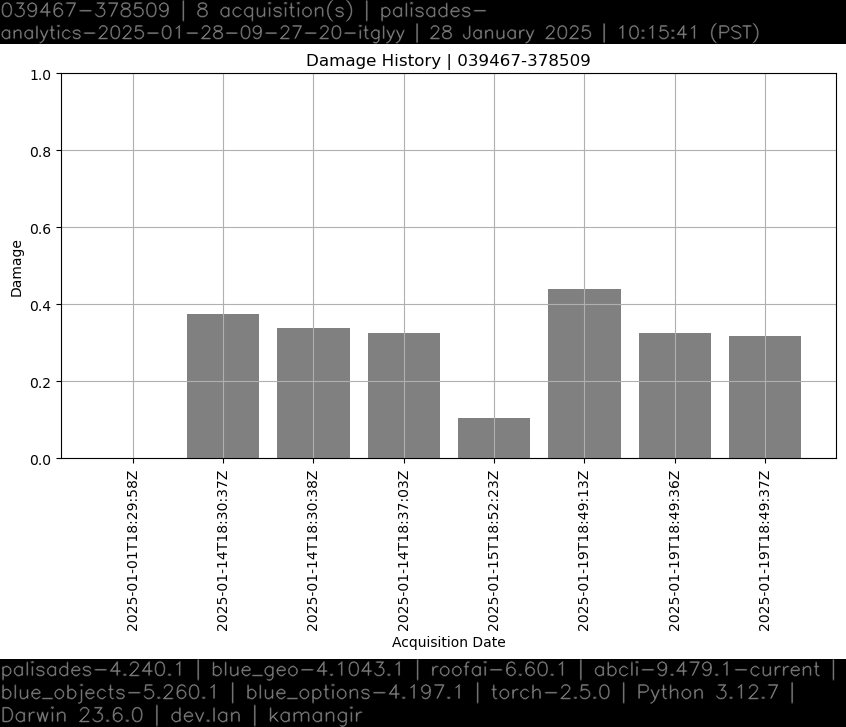 039467-378509 | 8 acquisition(s) | palisades-
analytics-2025-01-28-09-27-20-itglyy | 28 January 2025 | 10:15:41 (PST)
Damage History | 039467-378509
1.0
0.8
0.6
0.4
0.2
0.0
Damage
2025-01-01T18:29:58Z
2025-01-14T18:30:37Z
2025-01-14T18:30:38Z
2025-01-14T18:37:03Z
2025-01-15T18:52:23Z
2025-01-19T18:49:13Z
2025-01-19T18:49:36Z
2025-01-19T18:49:37Z
Acquisition Date
palisades-4.240.1 | blue_geo-4.1043.1 | roofai-6.60.1 | abcli-9.479.1-current |
blue_objects-5.260.1 | blue_options-4.197.1 | torch-2.5.0 | Python 3.12.7 |
Darwin 23.6.0 | dev.lan | kamangir